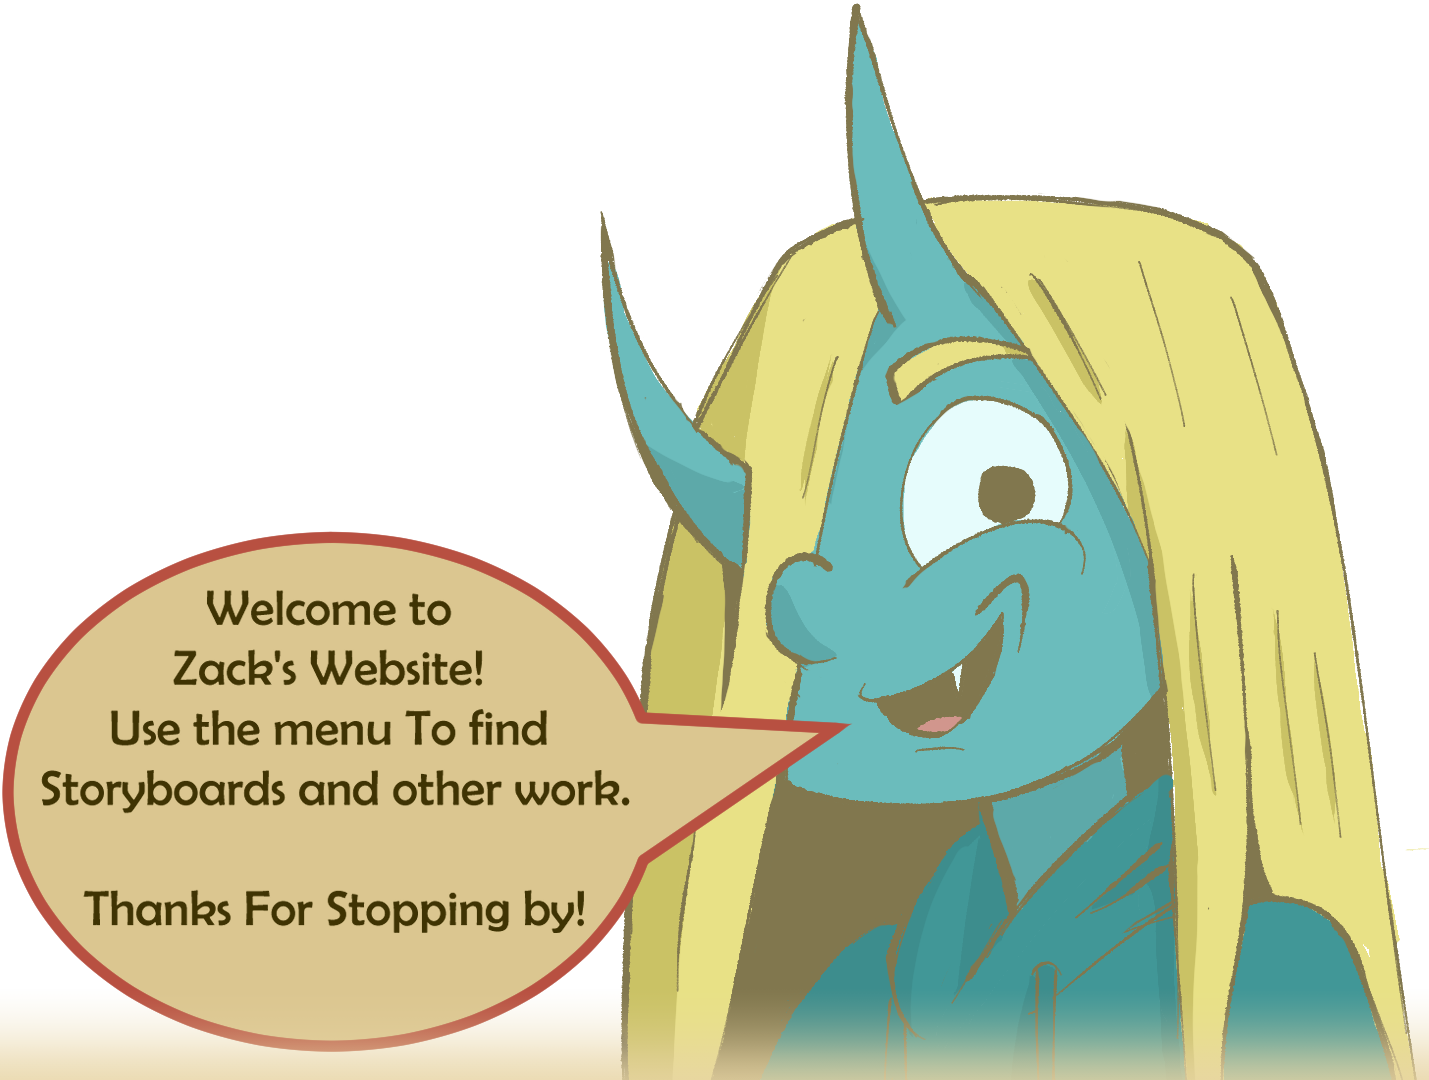 Welcome to
Zack's Website!
Use the menu To find
Storyboards and other work.
Thanks For Stopping by!